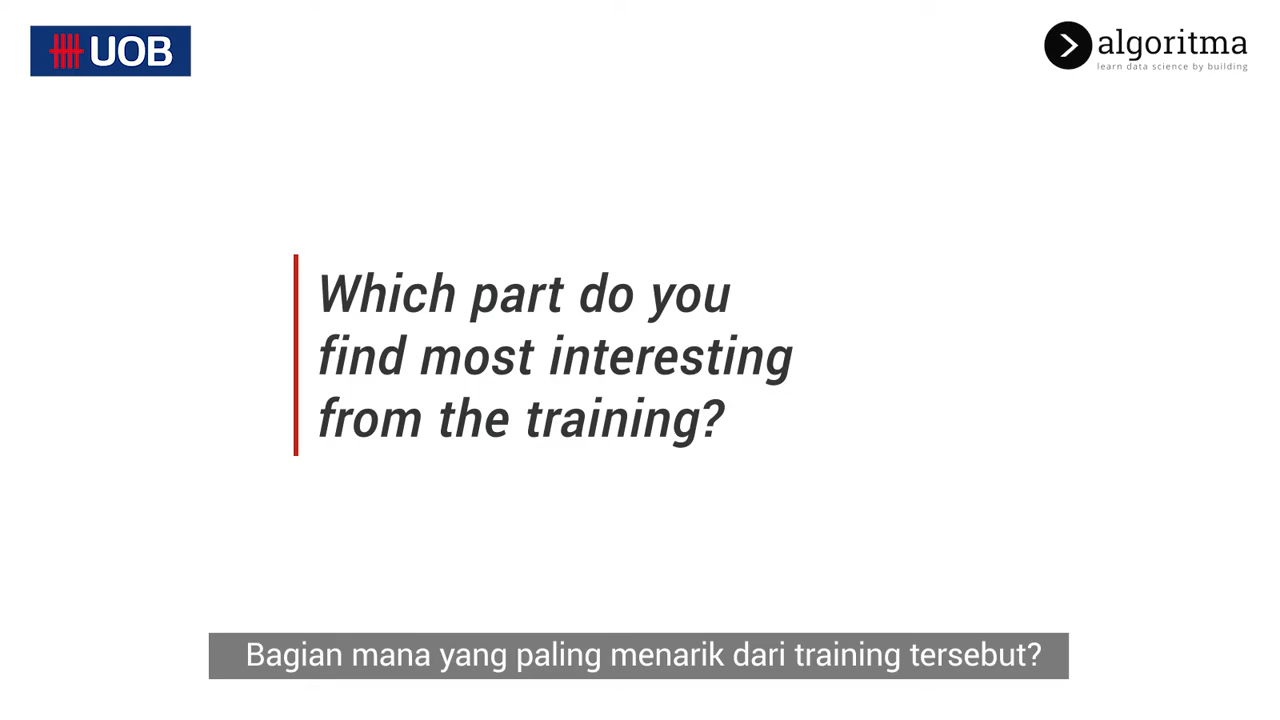 UOB
algoritma
learn data science by building
Which part do you
find most interesting
from the training?
Bagian mana yang paling menarik dari training tersebut?